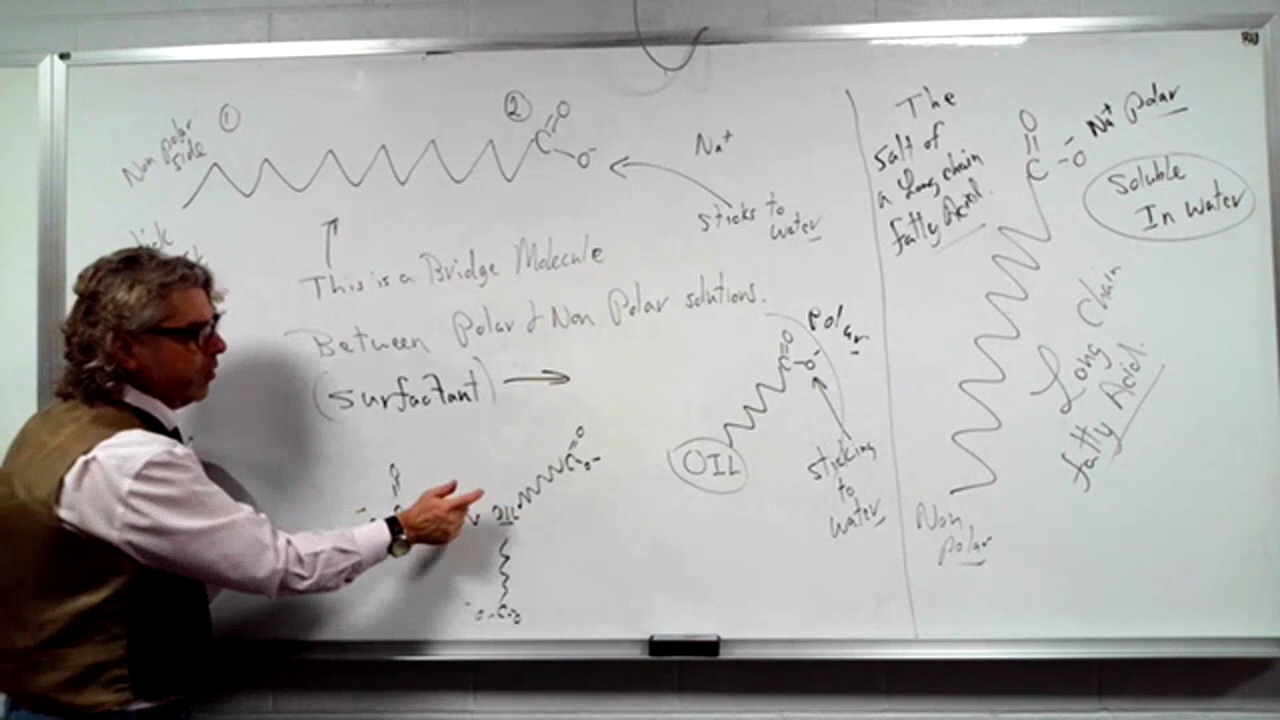 Non polar
side
1
2
C
O
O-
Na+
sticks to
water
This is a Bridge Molecule
Between Polar & Non Polar solutions.
(surfactant)
OIL
C
O
O-
Polar
sticking
to
water
OIL
C
O
O-
The
Salt of
a Long chain
fatty Acid.
O
C
-O
Na+ Polar
Soluble
In water
Long Chain
fatty Acid.
Non
polar